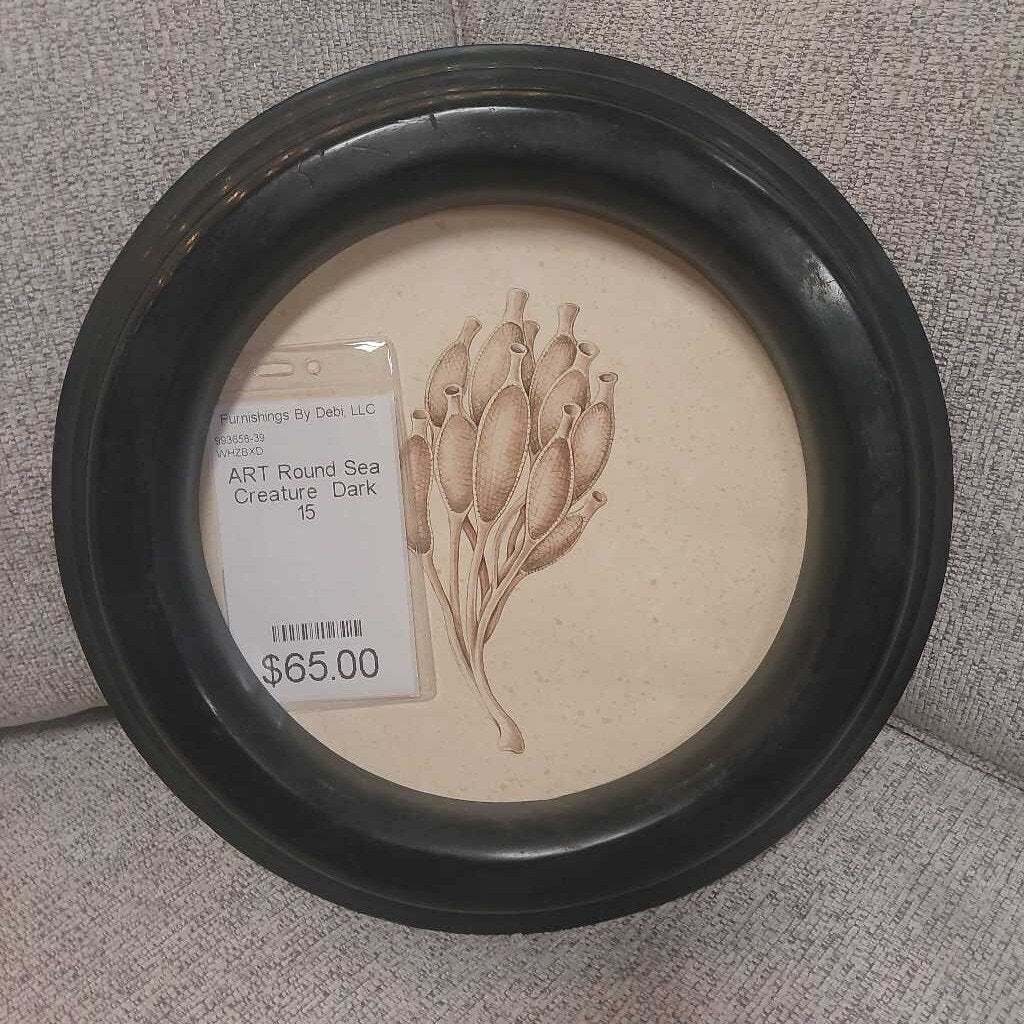 Furnishings By Debi, LLC
993658-39
WHZBXD
ART Round Sea
Creature Dark
15
$65.00